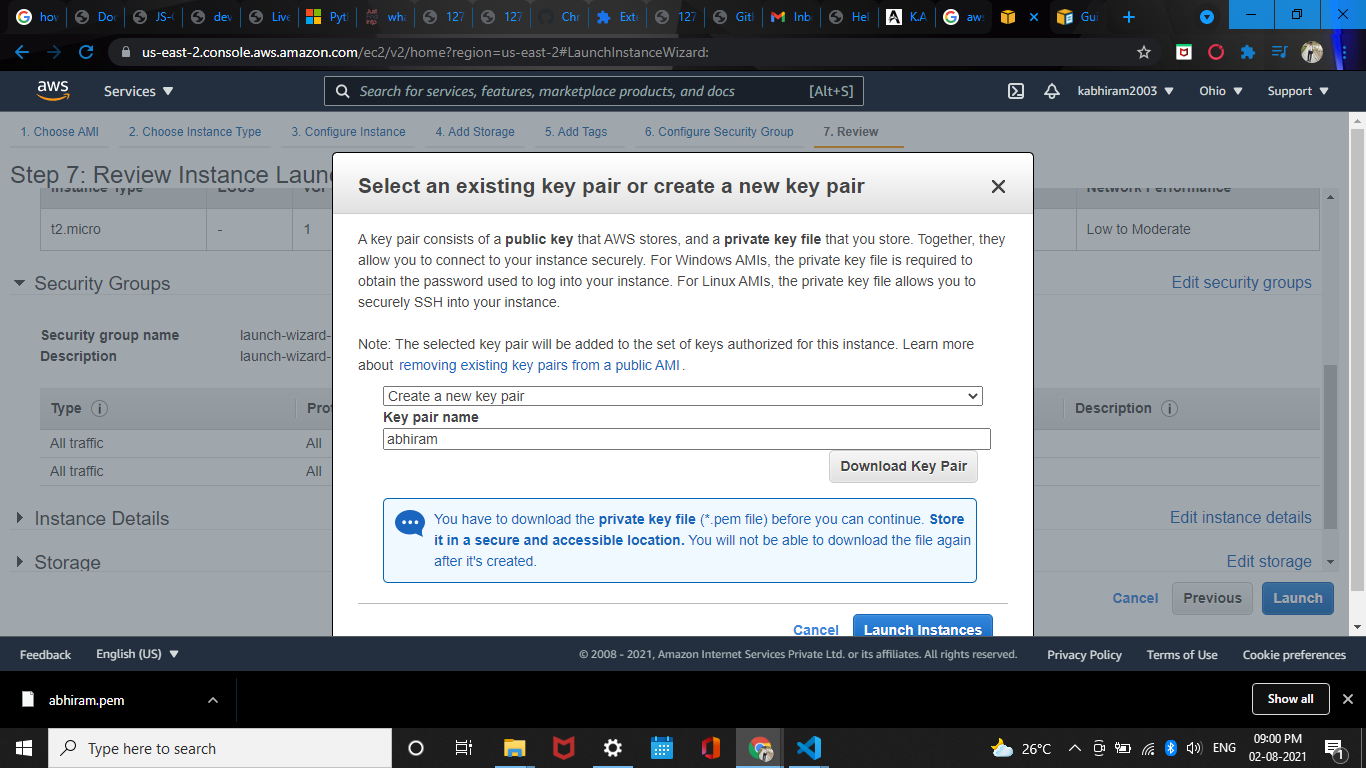 how
Do
JS-
dev
Live
Pyt
wha
127
127
Chr
Ext
127
Git
Inb
Hel
K.A
aws
Gui
us-east-2.console.aws.amazon.com/ec2/v2/home?region=us-east-2#LaunchInstanceWizard:
aws
Services
Search for services, features, marketplace products, and docs
[Alt+S]
kabhiram2003
Ohio
Support
1. Choose AMI
2. Choose Instance Type
3. Configure Instance
4. Add Storage
5. Add Tags
6. Configure Security Group
7. Review
Step 7: Review Instance Laun
Instance Type
ECUs
Network Performance
t2.micro
-
1
Low to Moderate
Security Groups
Edit security groups
Security group name
launch-wizard-
Description
launch-wizard-
Type
Pro
Description
All traffic
All
All traffic
All
Instance Details
Edit instance details
Storage
Edit storage
Cancel
Previous
Launch
Select an existing key pair or create a new key pair
A key pair consists of a public key that AWS stores, and a private key file that you store. Together, they
allow you to connect to your instance securely. For Windows AMIs, the private key file is required to
obtain the password used to log into your instance. For Linux AMIs, the private key file allows you to
securely SSH into your instance.
Note: The selected key pair will be added to the set of keys authorized for this instance. Learn more
about removing existing key pairs from a public AMI.
Create a new key pair
Key pair name
abhiram
Download Key Pair
You have to download the private key file (*.pem file) before you can continue. Store
it in a secure and accessible location. You will not be able to download the file again
after it's created.
Cancel
Launch Instances
Feedback
English (US)
© 2008 - 2021, Amazon Internet Services Private Ltd. or its affiliates. All rights reserved.
Privacy Policy
Terms of Use
Cookie preferences
abhiram.pem
Show all
Type here to search
26°C
ENG
09:00 PM
02-08-2021
1